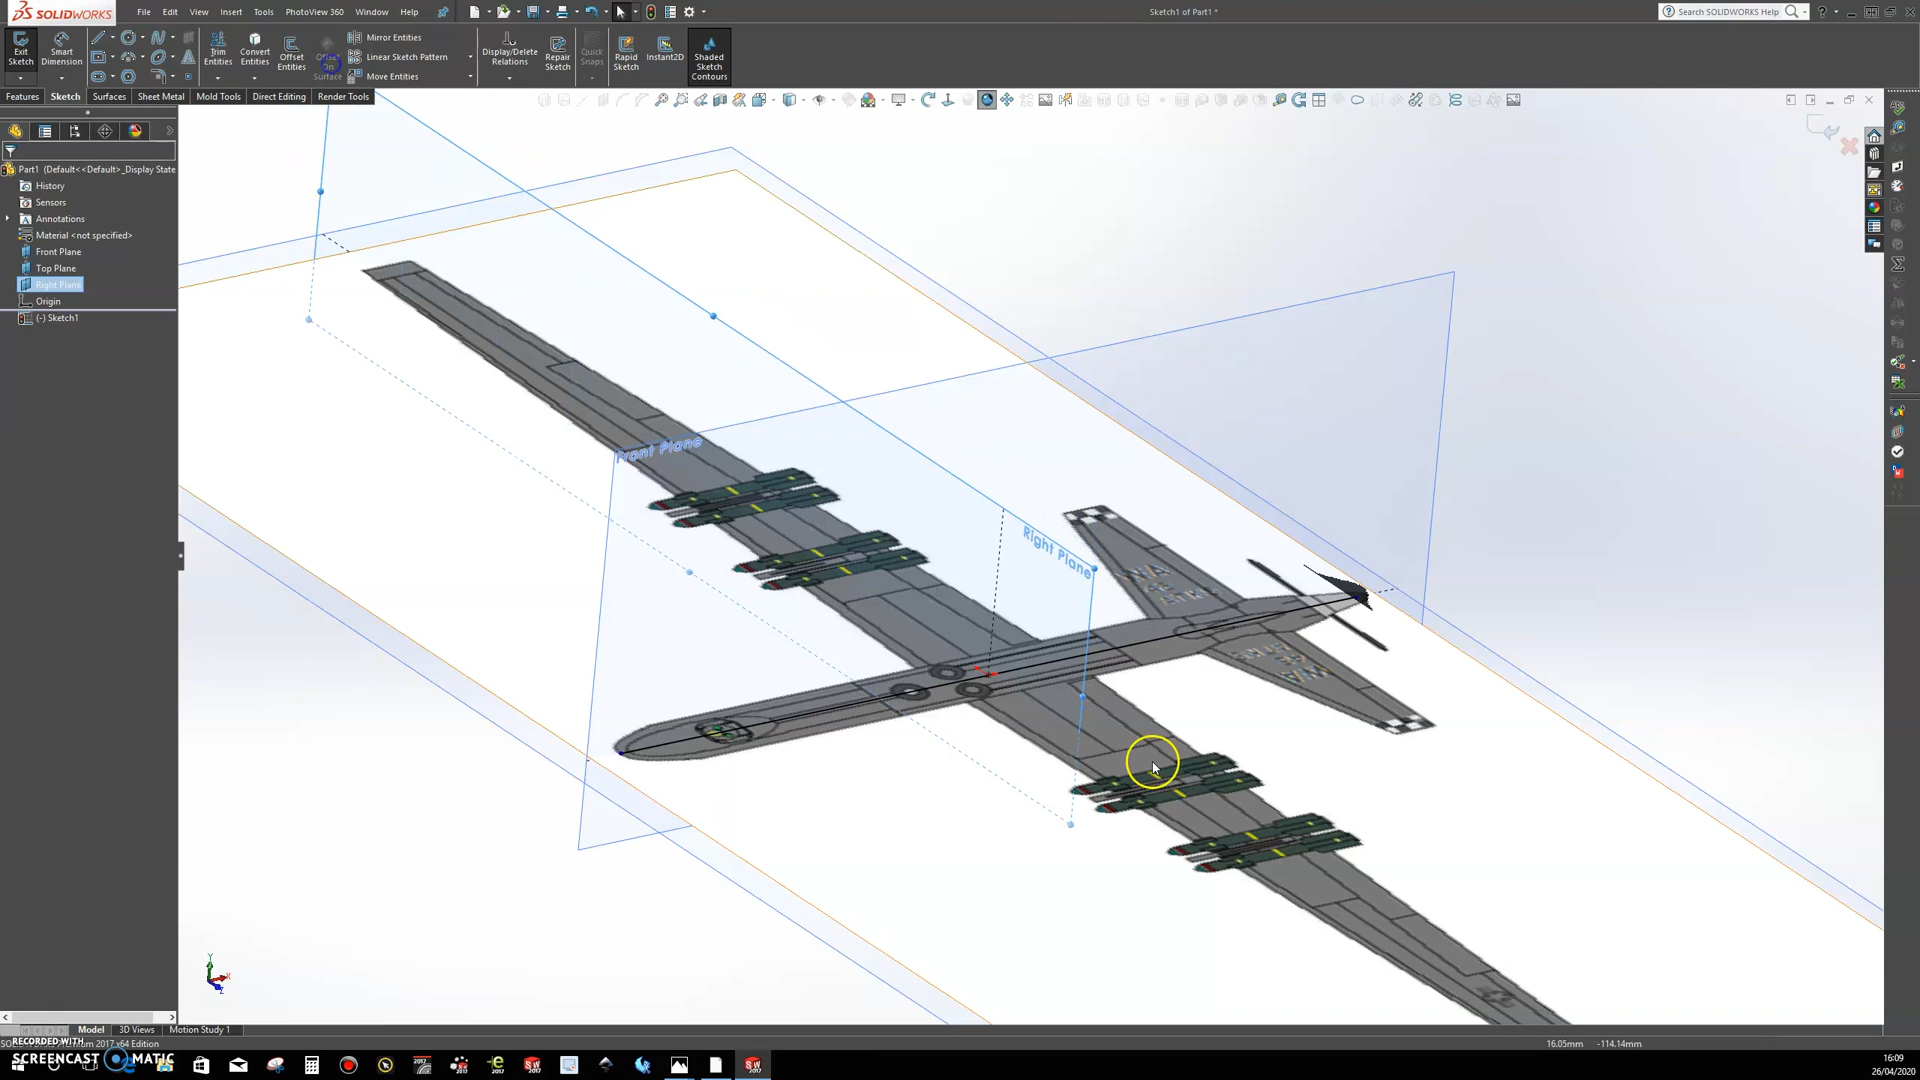 SOLIDWORKS
File Edit View Insert Tools PhotoView 360 Window Help
Sketch1 of Part1 *
Search SOLIDWORKS Help
Exit Sketch
Smart Dimension
Trim Entities
Convert Entities
Offset Entities
Offset On Surface
Mirror Entities
Linear Sketch Pattern
Move Entities
Display/Delete Relations
Repair Sketch
Quick Snaps
Rapid Sketch
Instant2D
Shaded Sketch Contours
Features Sketch Surfaces Sheet Metal Mold Tools Direct Editing Render Tools
Part1 (Default<<Default>_Display State
History
Sensors
Annotations
Material <not specified>
Front Plane
Top Plane
Right Plane
Origin
(-) Sketch1
Front Plane
Right Plane
Y
X
Z
Model 3D Views Motion Study 1
RECORDED WITH
SOLIDWORKS Premium 2017 x64 Edition
16.05mm -114.14mm
SCREENCAST MATIC
16:09
26/04/2020